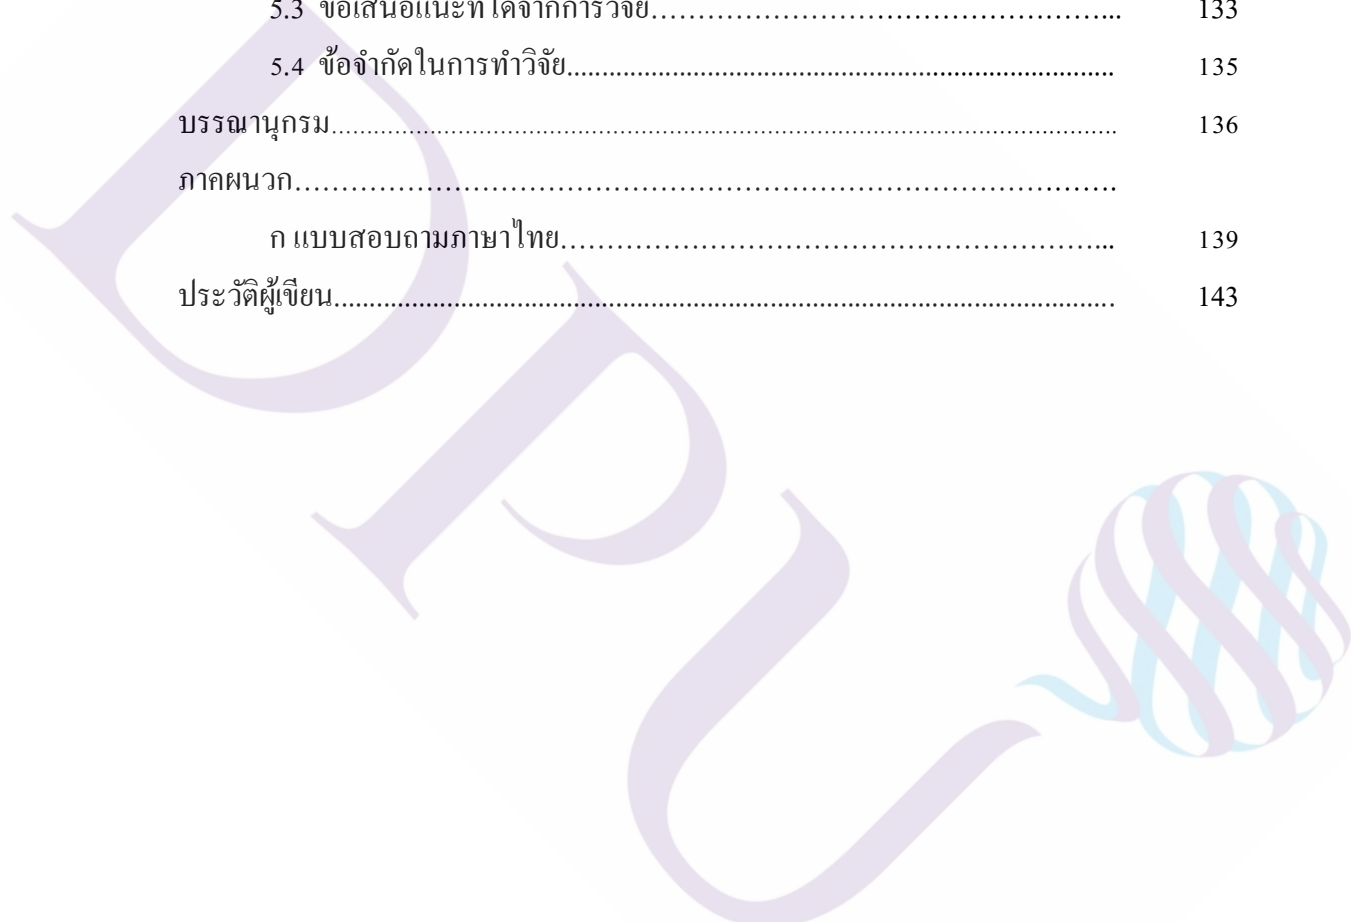 5.3 ข้อเสนอแนะที่ได้จากการวิจัย……………………………………………... 133
5.4 ข้อจำกัดในการทำวิจัย............................................................................. 135
บรรณานุกรม............................................................................................................. 136
ภาคผนวก…………………………………………………………………………….
ก แบบสอบถามภาษาไทย…………………………………………………... 139
ประวัติผู้เขียน............................................................................................................. 143
DPU